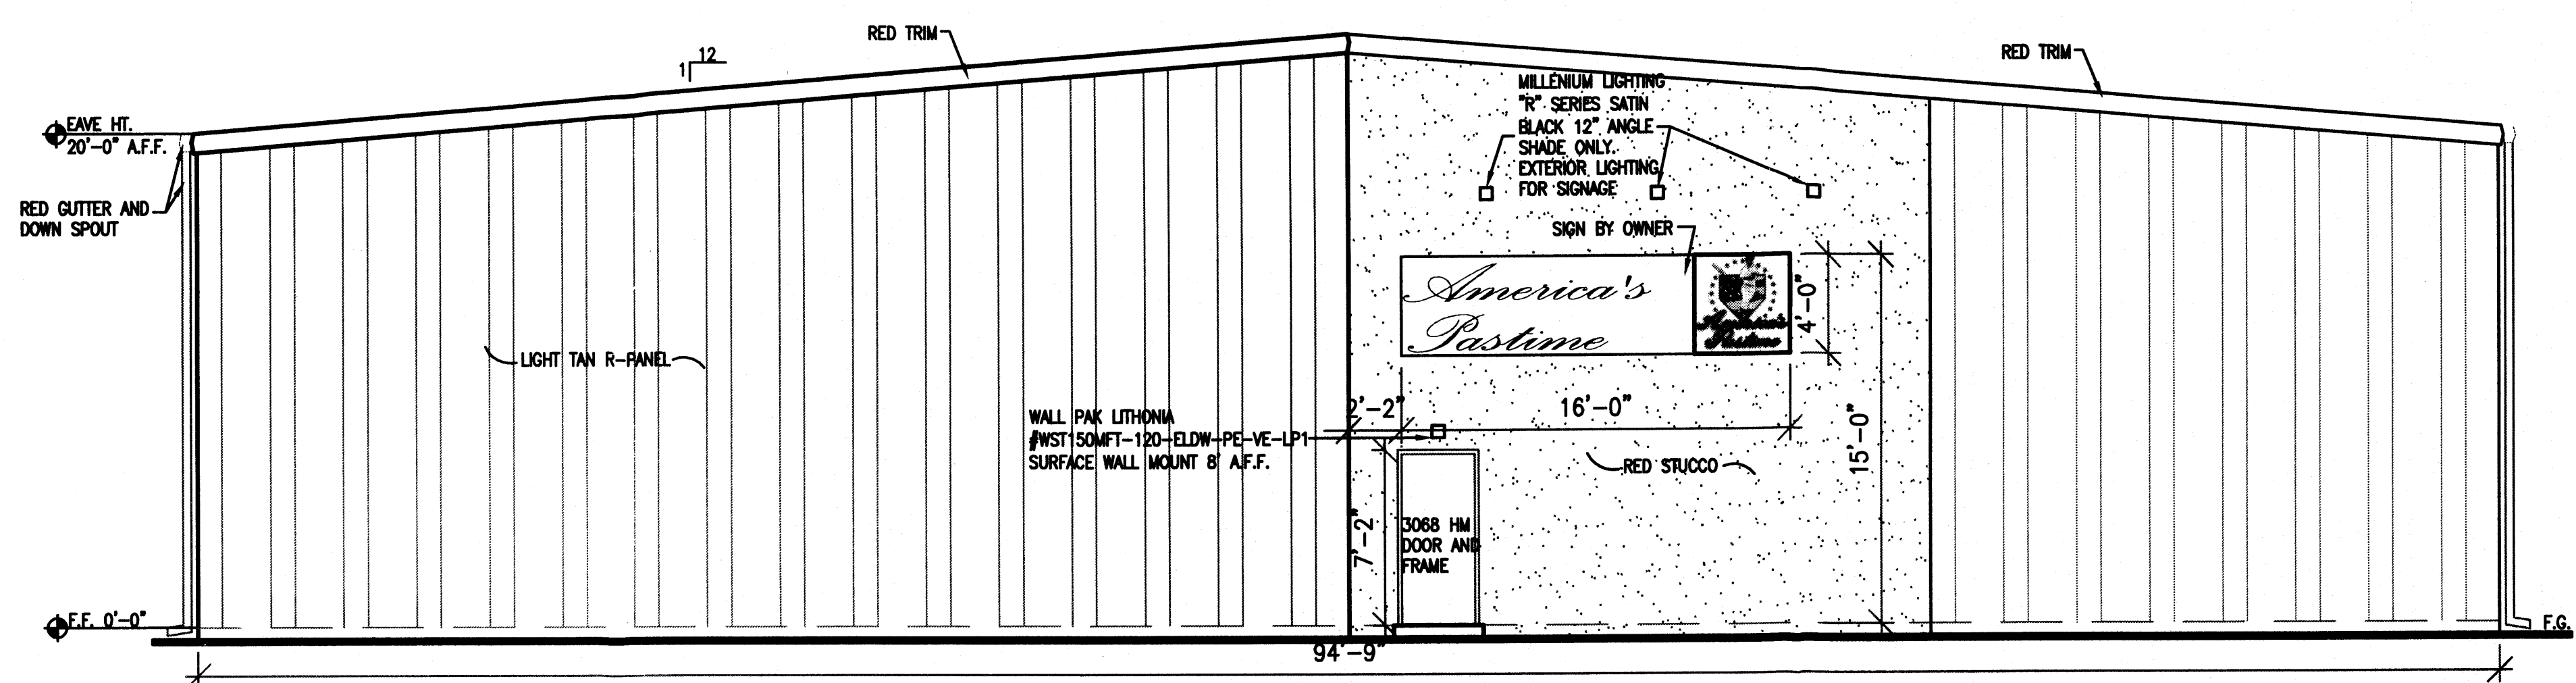 RED TRIM
12
1
RED TRIM
MILLENIUM LIGHTING
"R" SERIES SATIN
BLACK 12" ANGLE
SHADE ONLY.
EXTERIOR LIGHTING
FOR SIGNAGE
EAVE HT.
20'-0" A.F.F.
RED GUTTER AND
DOWN SPOUT
SIGN BY OWNER
America's
Pastime
America's
Pastime
4'-0"
LIGHT TAN R-PANEL
WALL PAK LITHONIA
#WST150MFT-120-ELDW-PE-VE-LP1
SURFACE WALL MOUNT 8' A.F.F.
2'-2"
16'-0"
15'-0"
RED STUCCO
7'-2"
3068 HM
DOOR AND
FRAME
F.F. 0'-0"
F.G.
94'-9"